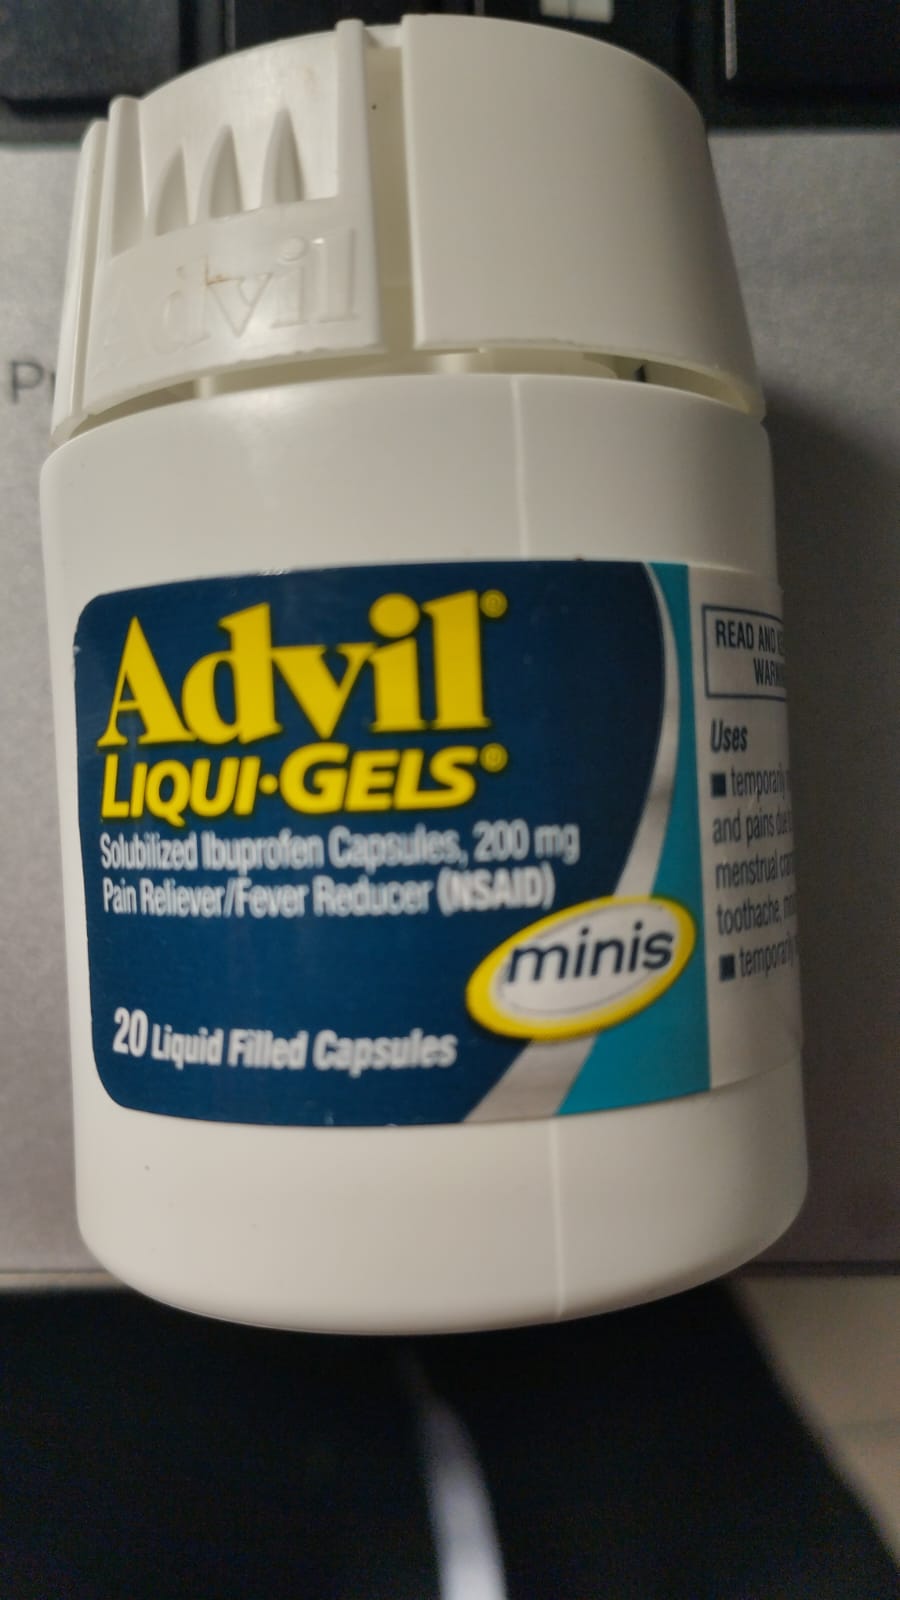 Advil
P
Advil®
LIQUI·GELS®
Solubilized Ibuprofen Capsules, 200 mg
Pain Reliever/Fever Reducer (NSAID)
minis
20 Liquid Filled Capsules
READ AND
Uses
■ temporarily
and pains due
menstrual
toothache,
■ temporarily